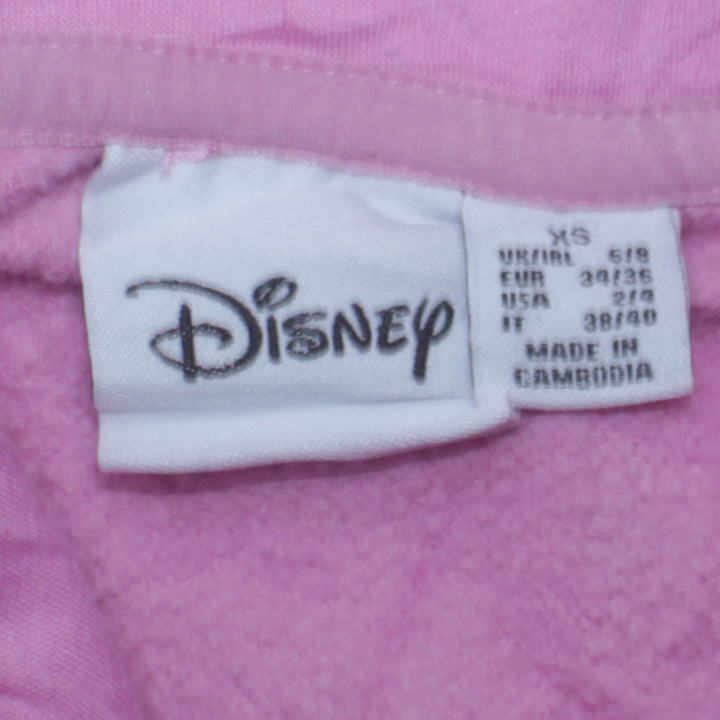 Disney
XS
UK/IRL 6/8
EUR 34/36
USA 2/4
IT 38/40
MADE IN
CAMBODIA